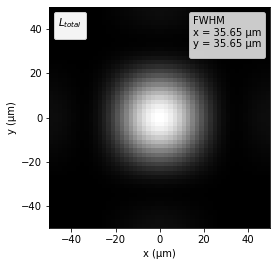 L_total
FWHM
x = 35.65 µm
y = 35.65 µm
40
20
0
−20
−40
y (µm)
−40 −20 0 20 40
x (µm)